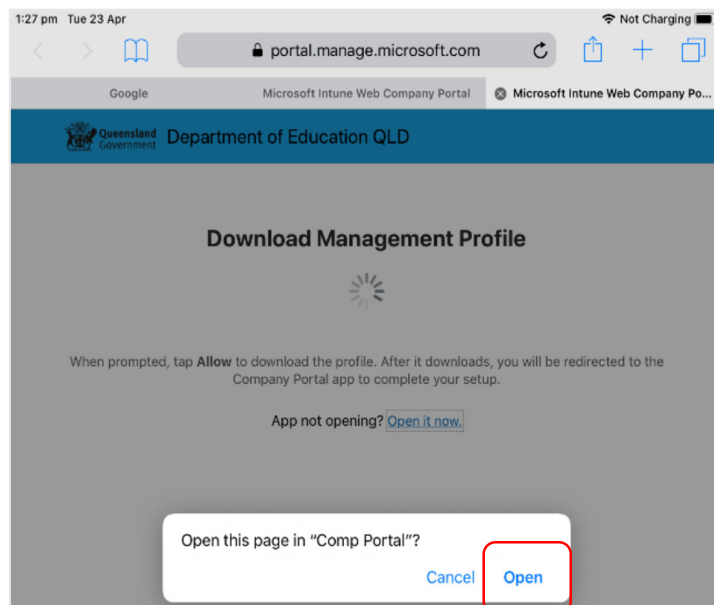 1:27 pm Tue 23 Apr Not Charging
portal.manage.microsoft.com
Google Microsoft Intune Web Company Portal Microsoft Intune Web Company Po...
Queensland
Government
Department of Education QLD
Download Management Profile
When prompted, tap Allow to download the profile. After it downloads, you will be redirected to the
Company Portal app to complete your setup.
App not opening? Open it now.
Open this page in “Comp Portal”?
Cancel Open